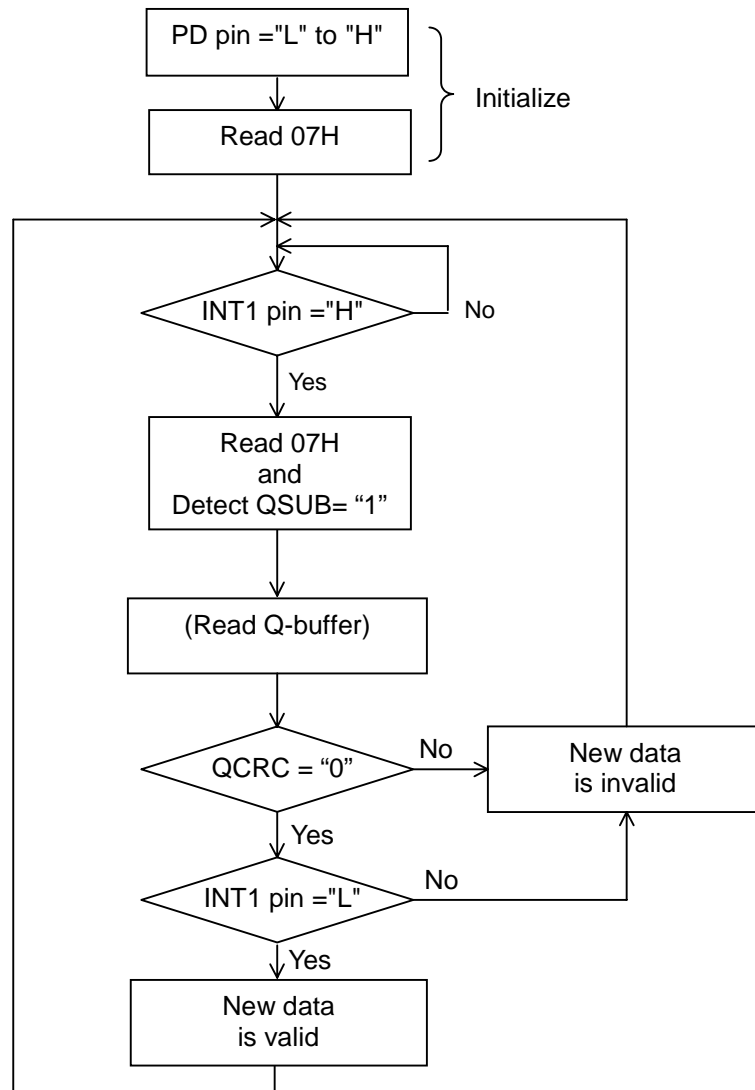 PD pin ="L" to "H"
Initialize
Read 07H
INT1 pin ="H"
No
Yes
Read 07H
and
Detect QSUB= “1”
(Read Q-buffer)
QCRC = “0”
No
New data
is invalid
Yes
INT1 pin ="L"
No
Yes
New data
is valid